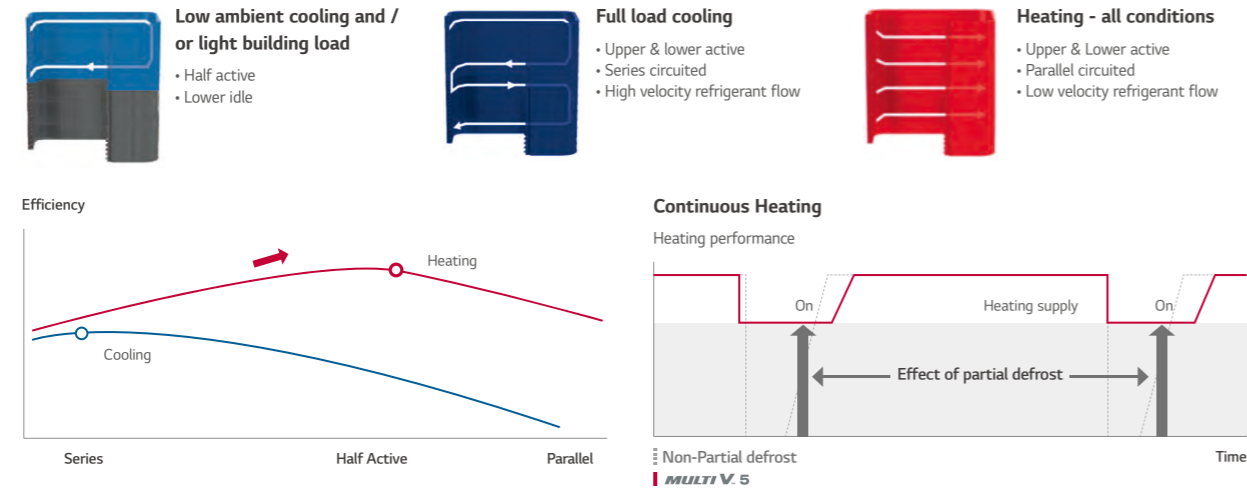 Low ambient cooling and /
or light building load
• Half active
• Lower idle
Full load cooling
• Upper & lower active
• Series circuited
• High velocity refrigerant flow
Heating - all conditions
• Upper & Lower active
• Parallel circuited
• Low velocity refrigerant flow
Efficiency
Heating
Cooling
Series
Half Active
Parallel
Continuous Heating
Heating performance
On
Heating supply
On
Effect of partial defrost
Non-Partial defrost
Time
MULTI V. 5